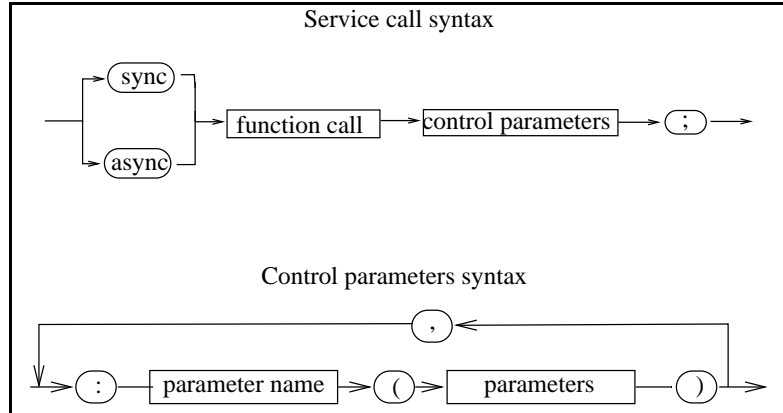 Service call syntax
sync
function call control parameters ;
async
Control parameters syntax
,
: parameter name ( parameters )